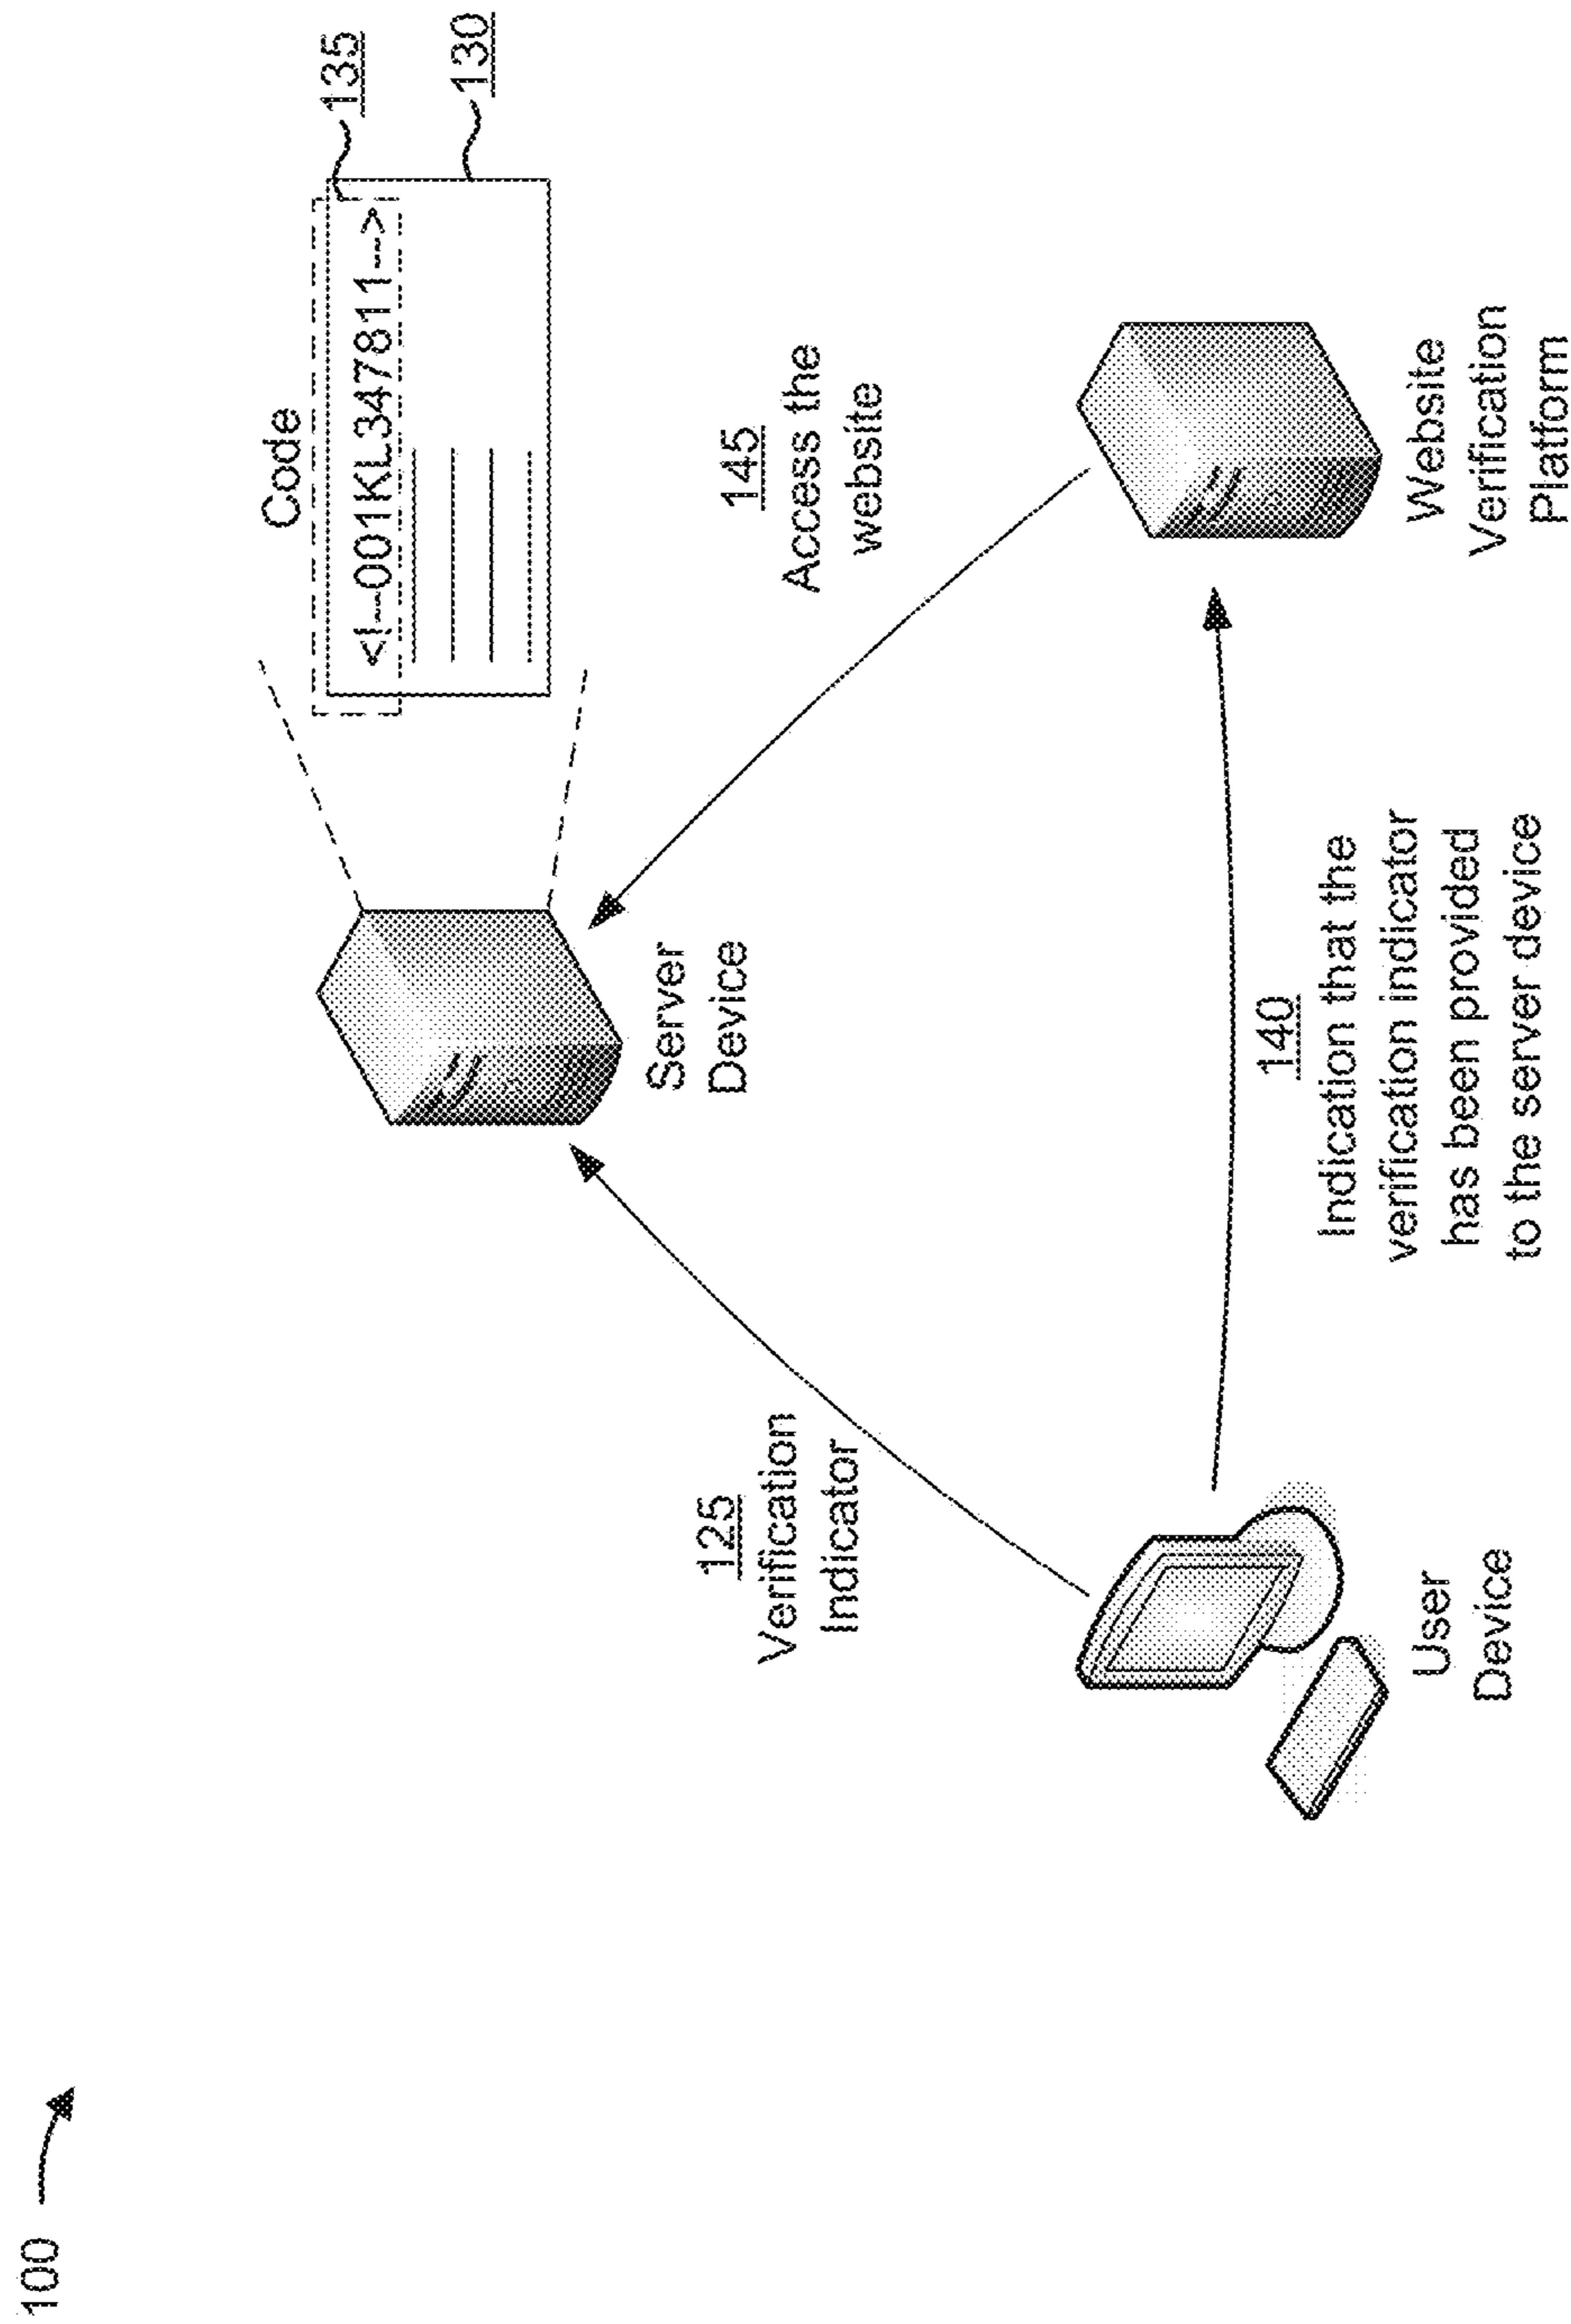 100
Code
<!--001KL347811-->
135
130
Server
Device
125
Verification
Indicator
145
Access the
website
User
Device
140
Indication that the
verification indicator
has been provided
to the server device
Website
Verification
Platform